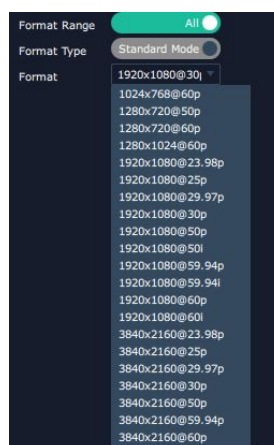 Format Range All
Format Type Standard Mode
Format 1920x1080@30p
1024x768@60p
1280x720@50p
1280x720@60p
1280x1024@60p
1920x1080@23.98p
1920x1080@25p
1920x1080@29.97p
1920x1080@30p
1920x1080@50p
1920x1080@50i
1920x1080@59.94p
1920x1080@59.94i
1920x1080@60p
1920x1080@60i
3840x2160@23.98p
3840x2160@25p
3840x2160@29.97p
3840x2160@30p
3840x2160@50p
3840x2160@59.94p
3840x2160@60p